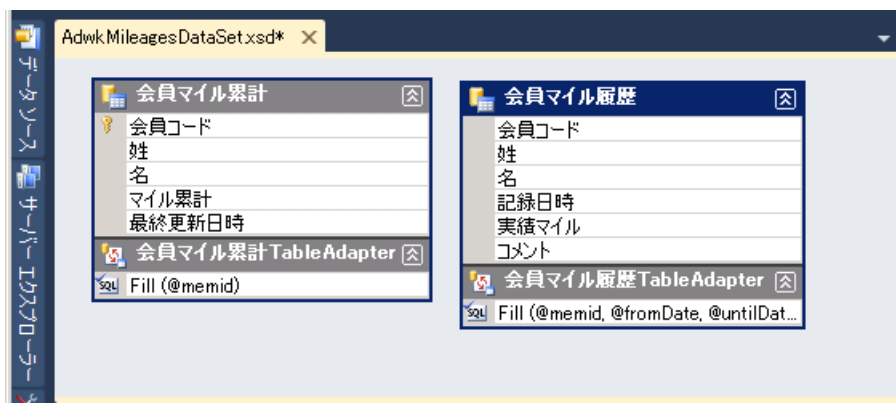 AdwkMileagesDataSet.xsd*
データ ソース
サーバー エクスプローラー
会員マイル累計
会員コード
姓
名
マイル累計
最終更新日時
会員マイル累計TableAdapter
SQL Fill (@memid)
会員マイル履歴
会員コード
姓
名
記録日時
実績マイル
コメント
会員マイル履歴TableAdapter
SQL Fill (@memid, @fromDate, @untilDat...